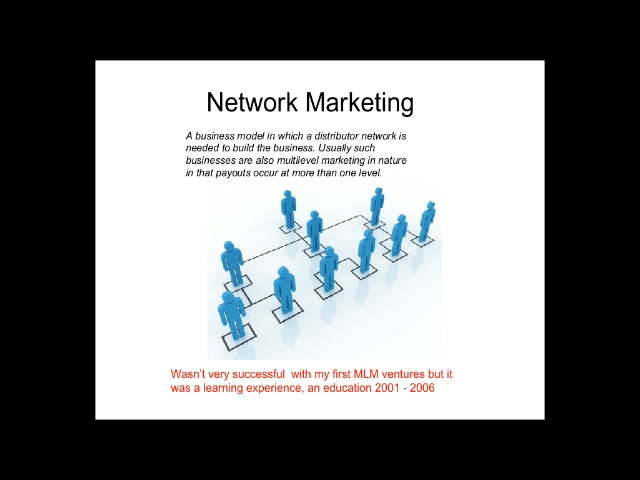 Network Marketing
A business model in which a distributor network is
needed to build the business. Usually such
businesses are also multilevel marketing in nature
in that payouts occur at more than one level.
Wasn't very successful  with my first MLM ventures but it
was a learning experience, an education 2001 - 2006